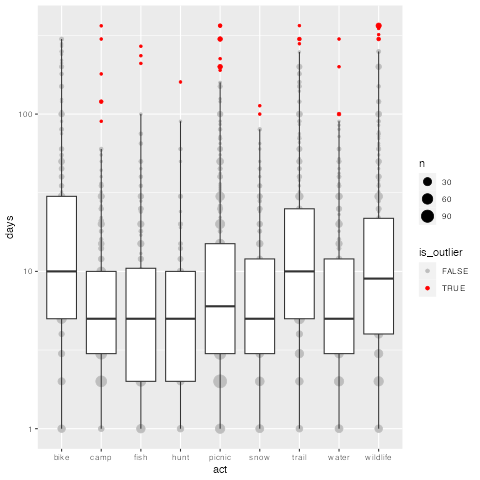 100
10
1
days
bike camp fish hunt picnic snow trail water wildlife
act
n
30
60
90
is_outlier
FALSE
TRUE